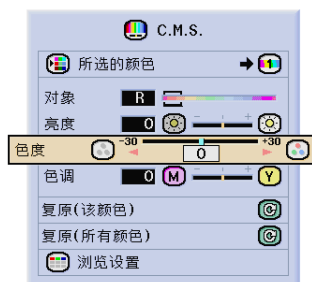 C.M.S.
所选的颜色 1
对象 R
亮度 0 - +
色度 -30 0 +30
色调 0 M - + Y
复原(该颜色)
复原(所有颜色)
浏览设置